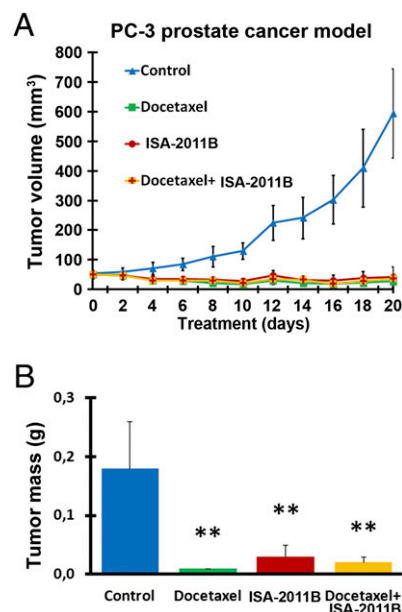 A
PC-3 prostate cancer model
800
700
600
500
400
300
200
100
0
Tumor volume (mm³)
Control
Docetaxel
ISA-2011B
Docetaxel+ ISA-2011B
0 2 4 6 8 10 12 14 16 18 20
Treatment (days)
B
0,3
0,2
0,1
0,0
Tumor mass (g)
** ** **
Control Docetaxel ISA-2011B Docetaxel+
ISA-2011B